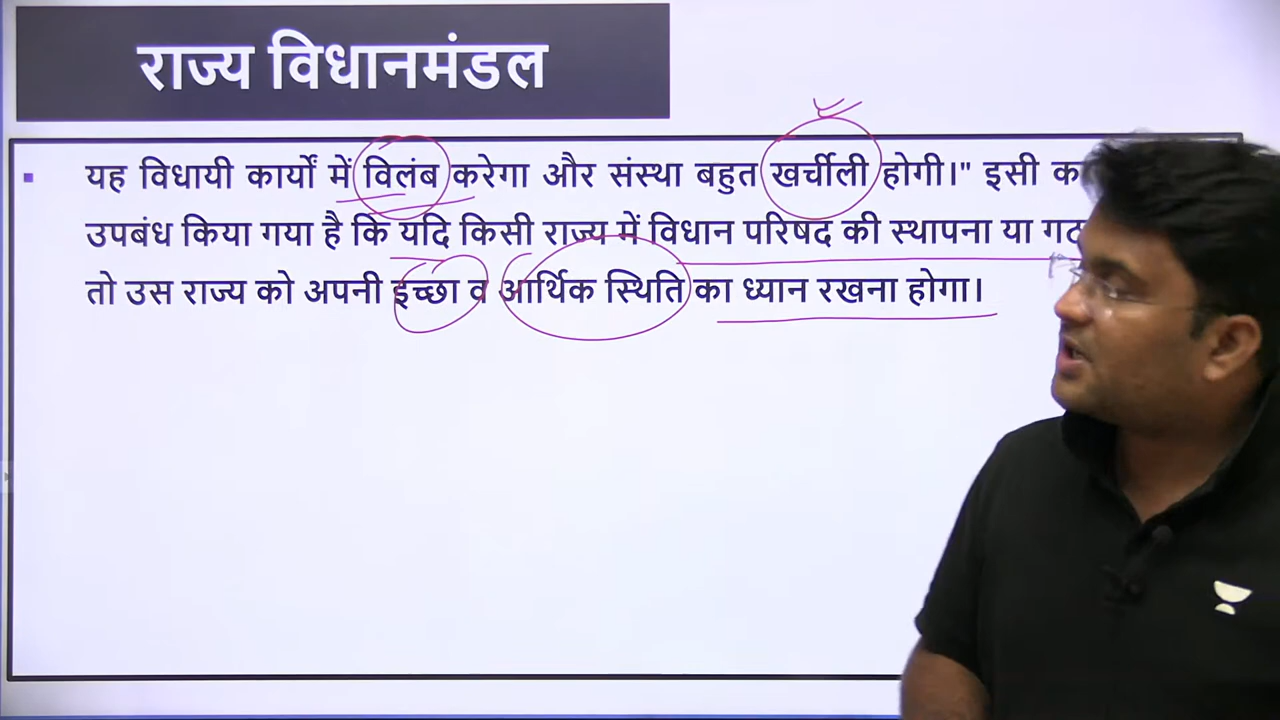 राज्य विधानमंडल
यह विधायी कार्यों में विलंब करेगा और संस्था बहुत खर्चीली होगी।" इसी
उपबंध किया गया है कि यदि किसी राज्य में विधान परिषद की स्थापना या
तो उस राज्य को अपनी इच्छा व आर्थिक स्थिति का ध्यान रखना होगा।